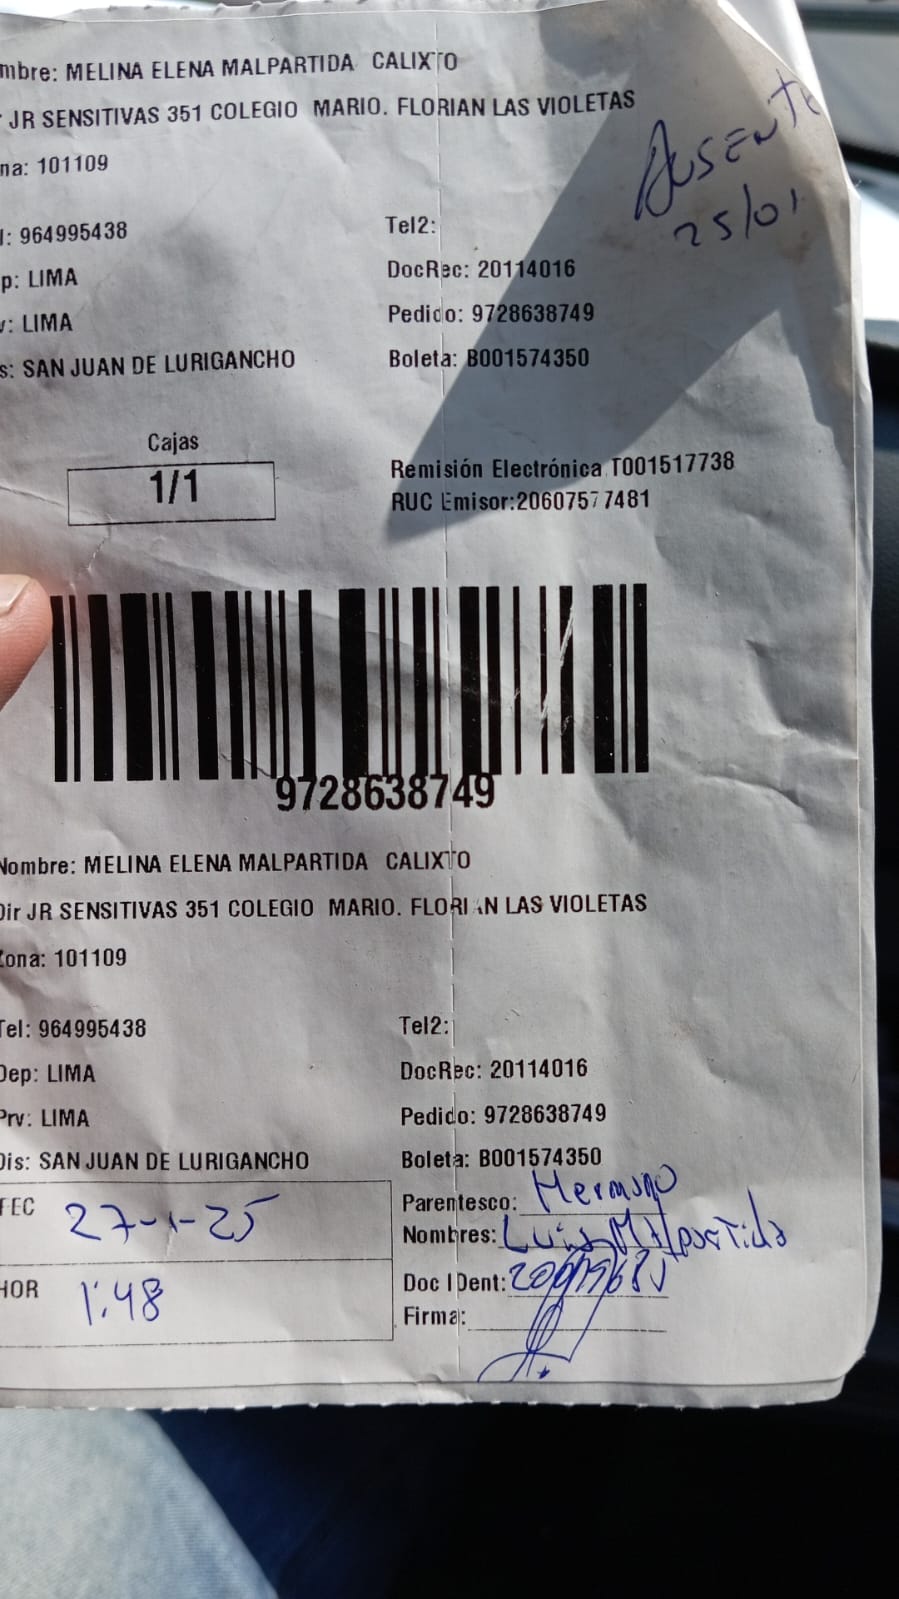 mbre: MELINA ELENA MALPARTIDA CALIXTO
JR SENSITIVAS 351 COLEGIO MARIO. FLORIAN LAS VIOLETAS
AUSENTE
25/01
na: 101109
l: 964995438
Tel2:
p: LIMA
DocRec: 20114016
v: LIMA
Pedido: 9728638749
s: SAN JUAN DE LURIGANCHO
Boleta: B001574350
Cajas
1/1
Remisión Electrónica T001517738
RUC Emisor:20607577481
9728638749
Nombre: MELINA ELENA MALPARTIDA CALIXTO
Dir JR SENSITIVAS 351 COLEGIO MARIO. FLORIAN LAS VIOLETAS
Zona: 101109
Tel: 964995438
Tel2:
Dep: LIMA
DocRec: 20114016
Prv: LIMA
Pedido: 9728638749
Dis: SAN JUAN DE LURIGANCHO
Boleta: B001574350
FEC 27-1-25
Parentesco: Hermano
Nombres: Luis Malpartida
HOR 1:48
Doc IDent:
Firma: